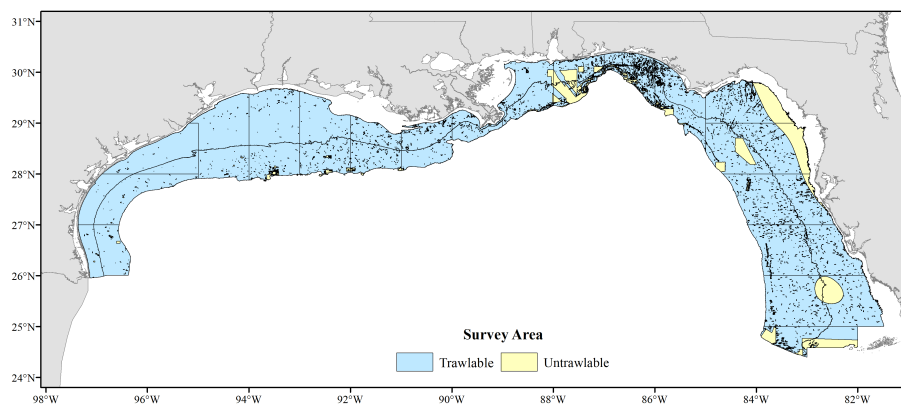 31°N
30°N
29°N
28°N
27°N
26°N
25°N
24°N
Survey Area
Trawlable Untrawlable
98°W 96°W 94°W 92°W 90°W 88°W 86°W 84°W 82°W